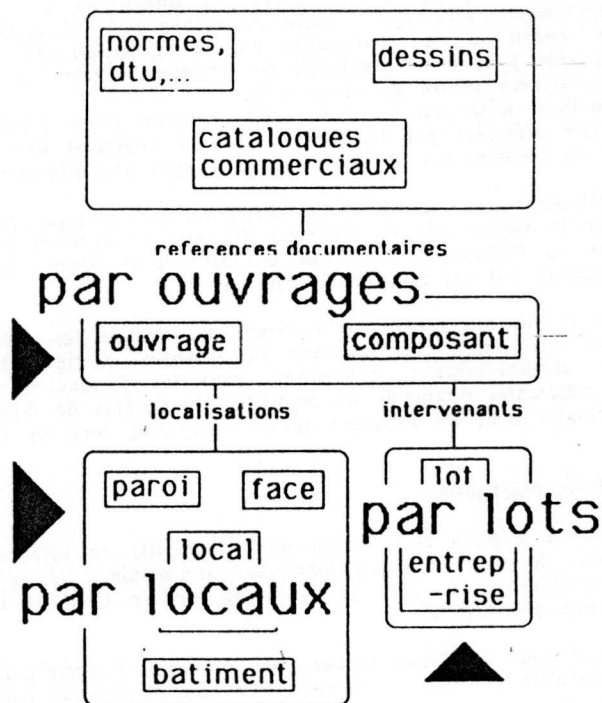 normes,
dtu,...
dessins
cataloques
commerciaux
references documentaires
par ouvrages
ouvrage
composant
localisations
intervenants
paroi
face
lot
par lots
local
entrep
-rise
par locaux
batiment